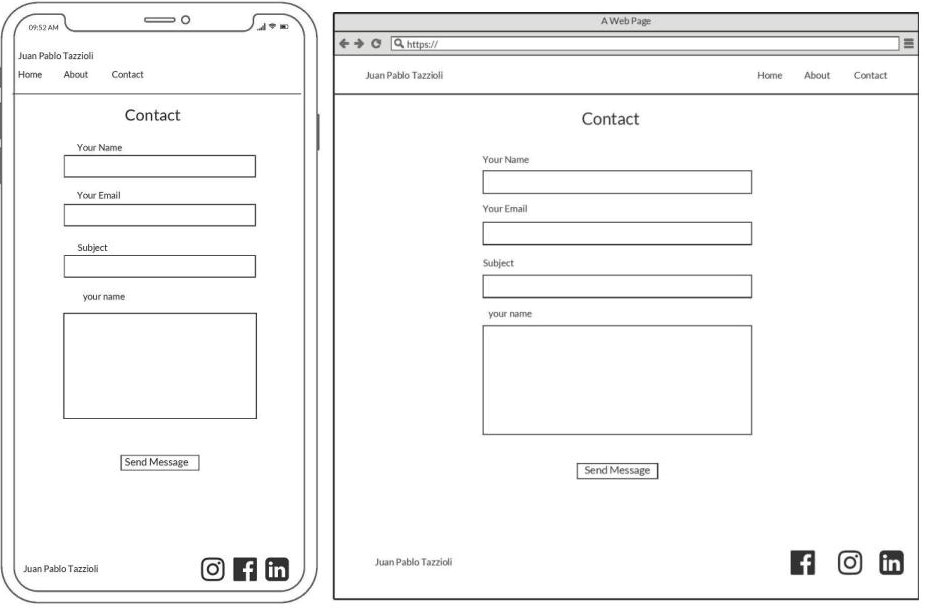 09:52 AM
Juan Pablo Tazzioli
Home About Contact
Contact
Your Name
Your Email
Subject
your name
Send Message
Juan Pablo Tazzioli
in
A Web Page
https://
Juan Pablo Tazzioli Home About Contact
Contact
Your Name
Your Email
Subject
your name
Send Message
Juan Pablo Tazzioli
in